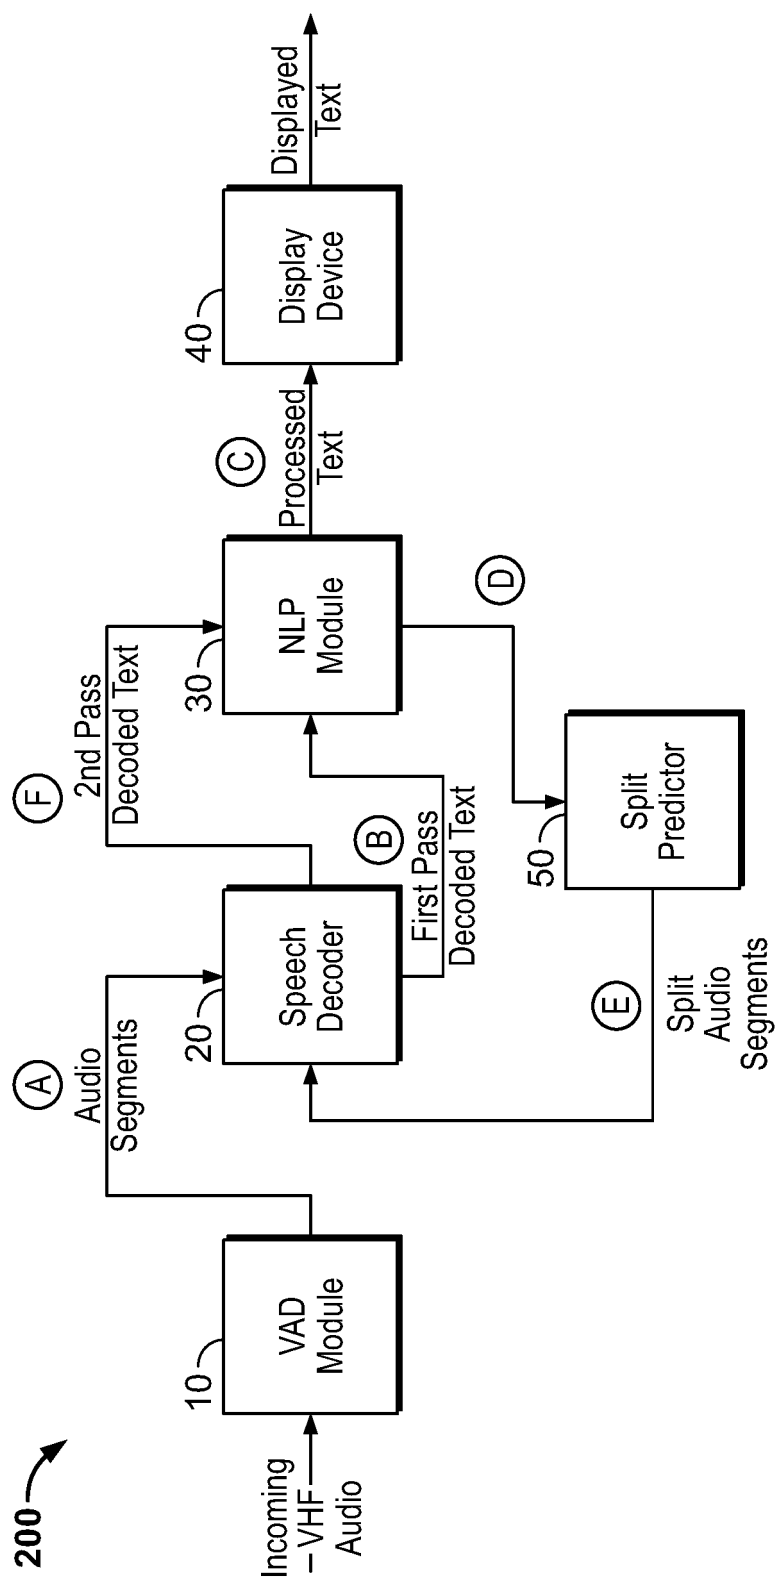 200
Incoming
VHF
Audio
10
VAD
Module
A
Audio
Segments
20
Speech
Decoder
B
First Pass
Decoded Text
F
2nd Pass
Decoded Text
30
NLP
Module
C
Processed
Text
40
Display
Device
Displayed
Text
D
50
Split
Predictor
E
Split
Audio
Segments